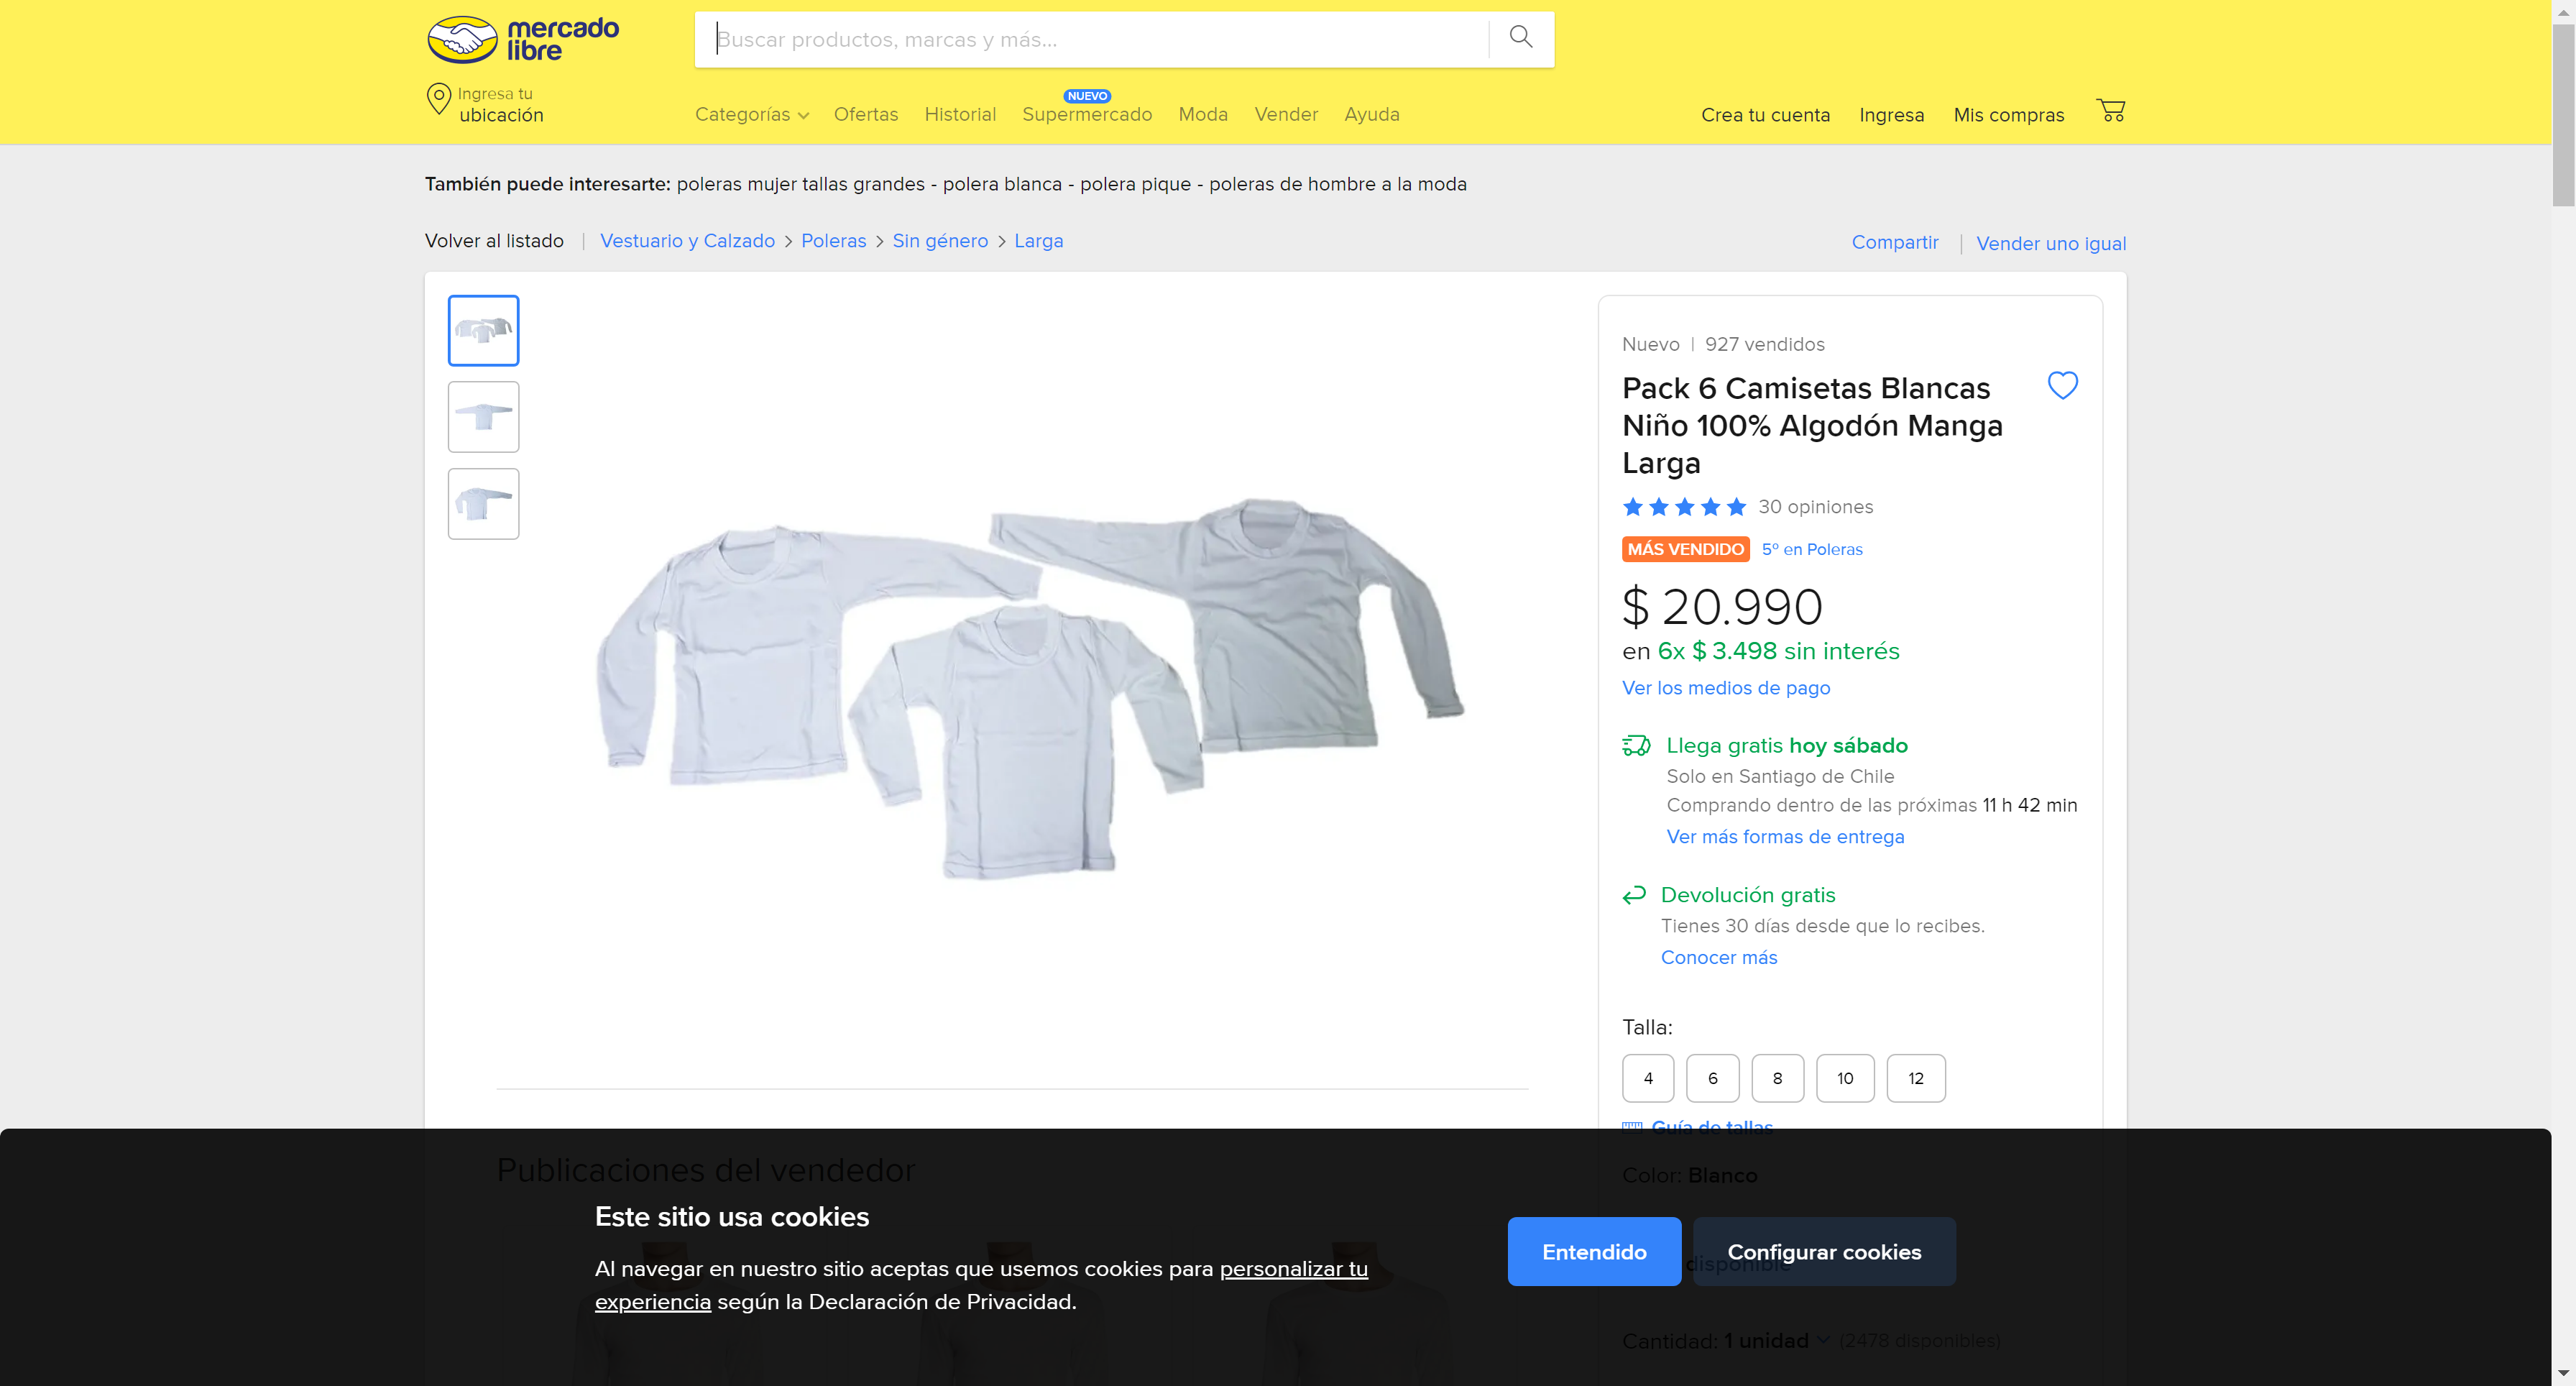 mercado
libre
Buscar productos, marcas y más...
Ingresa tu
ubicación
Categorías
Ofertas
Historial
NUEVO
Supermercado
Moda
Vender
Ayuda
Crea tu cuenta
Ingresa
Mis compras
También puede interesarte: poleras mujer tallas grandes - polera blanca - polera pique - poleras de hombre a la moda
Volver al listado | Vestuario y Calzado > Poleras > Sin género > Larga
Compartir | Vender uno igual
Nuevo | 927 vendidos
Pack 6 Camisetas Blancas
Niño 100% Algodón Manga
Larga
30 opiniones
MÁS VENDIDO 5º en Poleras
$ 20.990
en 6x $ 3.498 sin interés
Ver los medios de pago
Llega gratis hoy sábado
Solo en Santiago de Chile
Comprando dentro de las próximas 11 h 42 min
Ver más formas de entrega
Devolución gratis
Tienes 30 días desde que lo recibes.
Conocer más
Talla:
4
6
8
10
12
Guía de tallas
Publicaciones del vendedor
Color: Blanco
Este sitio usa cookies
Al navegar en nuestro sitio aceptas que usemos cookies para personalizar tu
experiencia según la Declaración de Privacidad.
Entendido
Configurar cookies
disponible
Cantidad: 1 unidad (2478 disponibles)